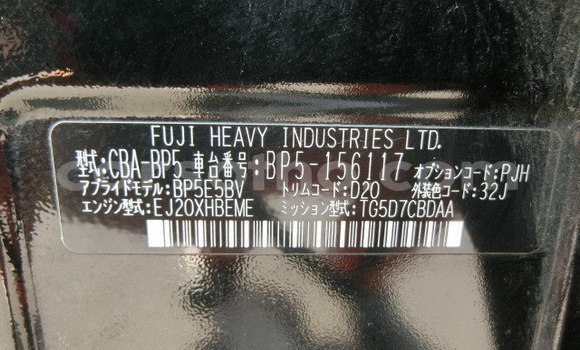 FUJI HEAVY INDUSTRIES LTD.
型式:CBA-BP5 車台番号:BP5-156117 オプションコード:PJH
アプライドモデル:BP5E5BV トリムコード:D20 外装色コード:32J
エンジン型式:EJ20XHBEME ミッション型式:TG5D7CBDAA